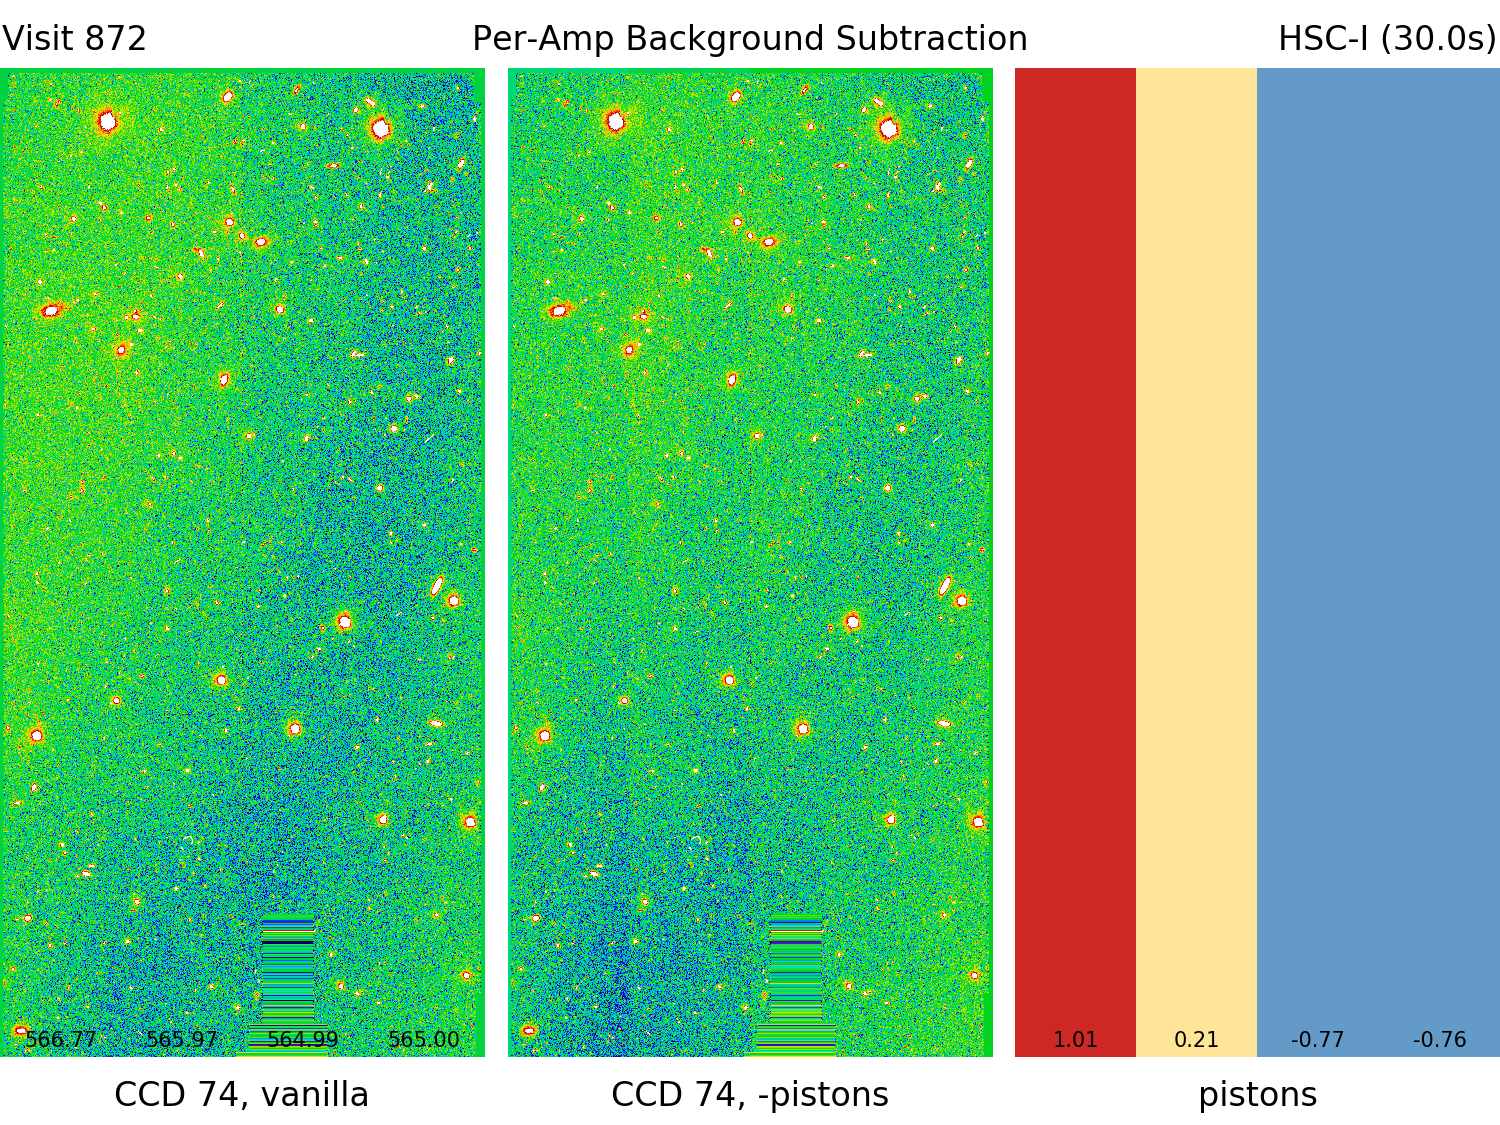 Visit 872 Per-Amp Background Subtraction HSC-I (30.0s)
566.77 565.97 564.99 565.00 1.01 0.21 -0.77 -0.76
CCD 74, vanilla CCD 74, -pistons pistons